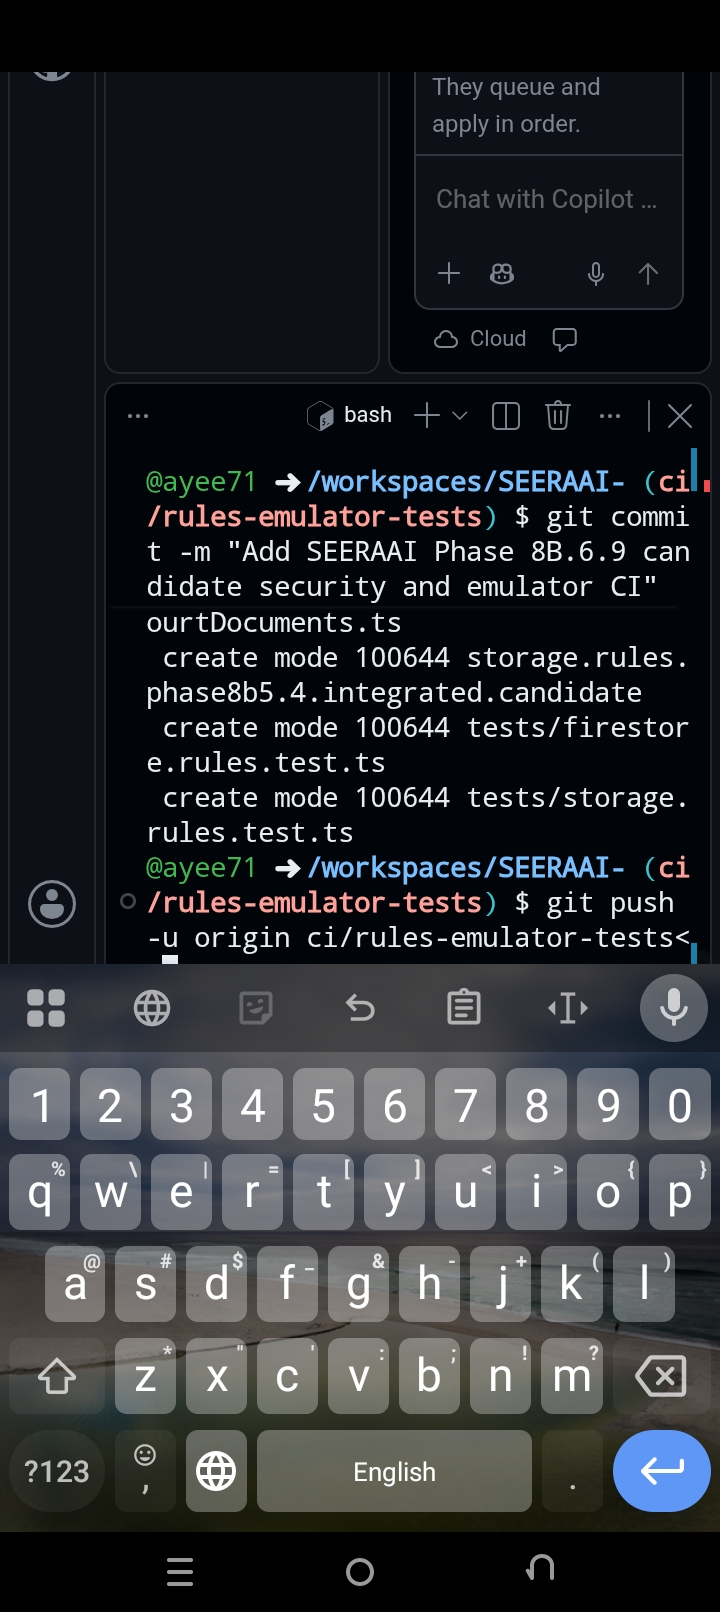 They queue and
apply in order.
Chat with Copilot ...
Cloud
bash
@ayee71 ➜ /workspaces/SEERAAI- (ci
/rules-emulator-tests) $ git commi
t -m "Add SEERAAI Phase 8B.6.9 can
didate security and emulator CI"
ourtDocuments.ts
create mode 100644 storage.rules.
phase8b5.4.integrated.candidate
create mode 100644 tests/firestor
e.rules.test.ts
create mode 100644 tests/storage.
rules.test.ts
@ayee71 ➜ /workspaces/SEERAAI- (ci
/rules-emulator-tests) $ git push
-u origin ci/rules-emulator-tests<
1 2 3 4 5 6 7 8 9 0
% \ | = [ ] < > { }
q w e r t y u i o p
@ # $ _ & - + ( )
a s d f g h j k l
* " ' : ; ! ?
z x c v b n m
?123 , English .